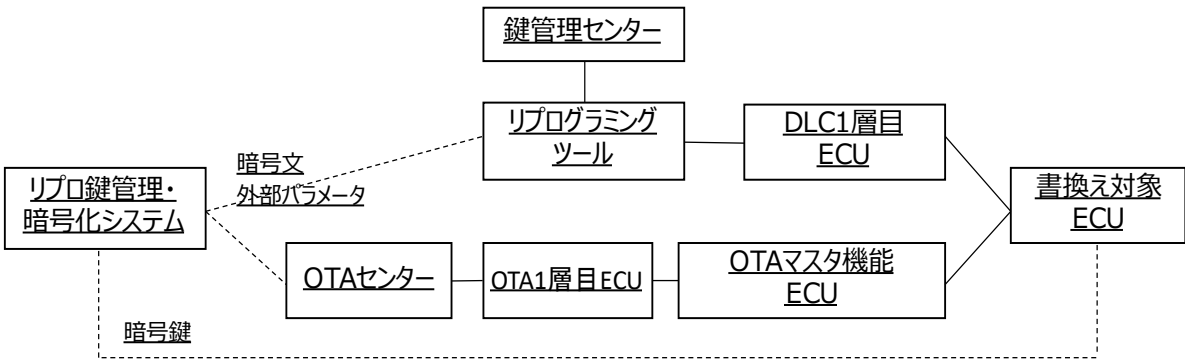 鍵管理センター
リプログラミング
ツール
DLC1層目
ECU
暗号文
外部パラメータ
リプロ鍵管理・
暗号化システム
書換え対象
ECU
OTAセンター
OTA1層目ECU
OTAマスタ機能
ECU
暗号鍵